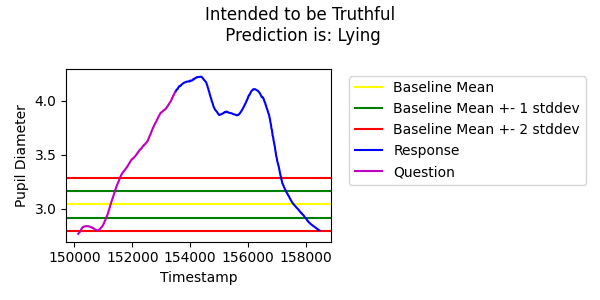 Intended to be Truthful
Prediction is: Lying
Pupil Diameter
4.0
3.5
3.0
150000 152000 154000 156000 158000
Timestamp
Baseline Mean
Baseline Mean +- 1 stddev
Baseline Mean +- 2 stddev
Response
Question